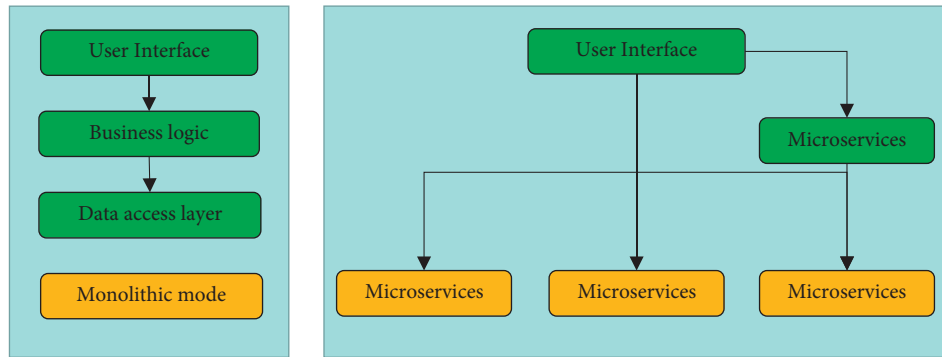 User Interface
Business logic
Data access layer
Monolithic mode
User Interface
Microservices
Microservices
Microservices
Microservices